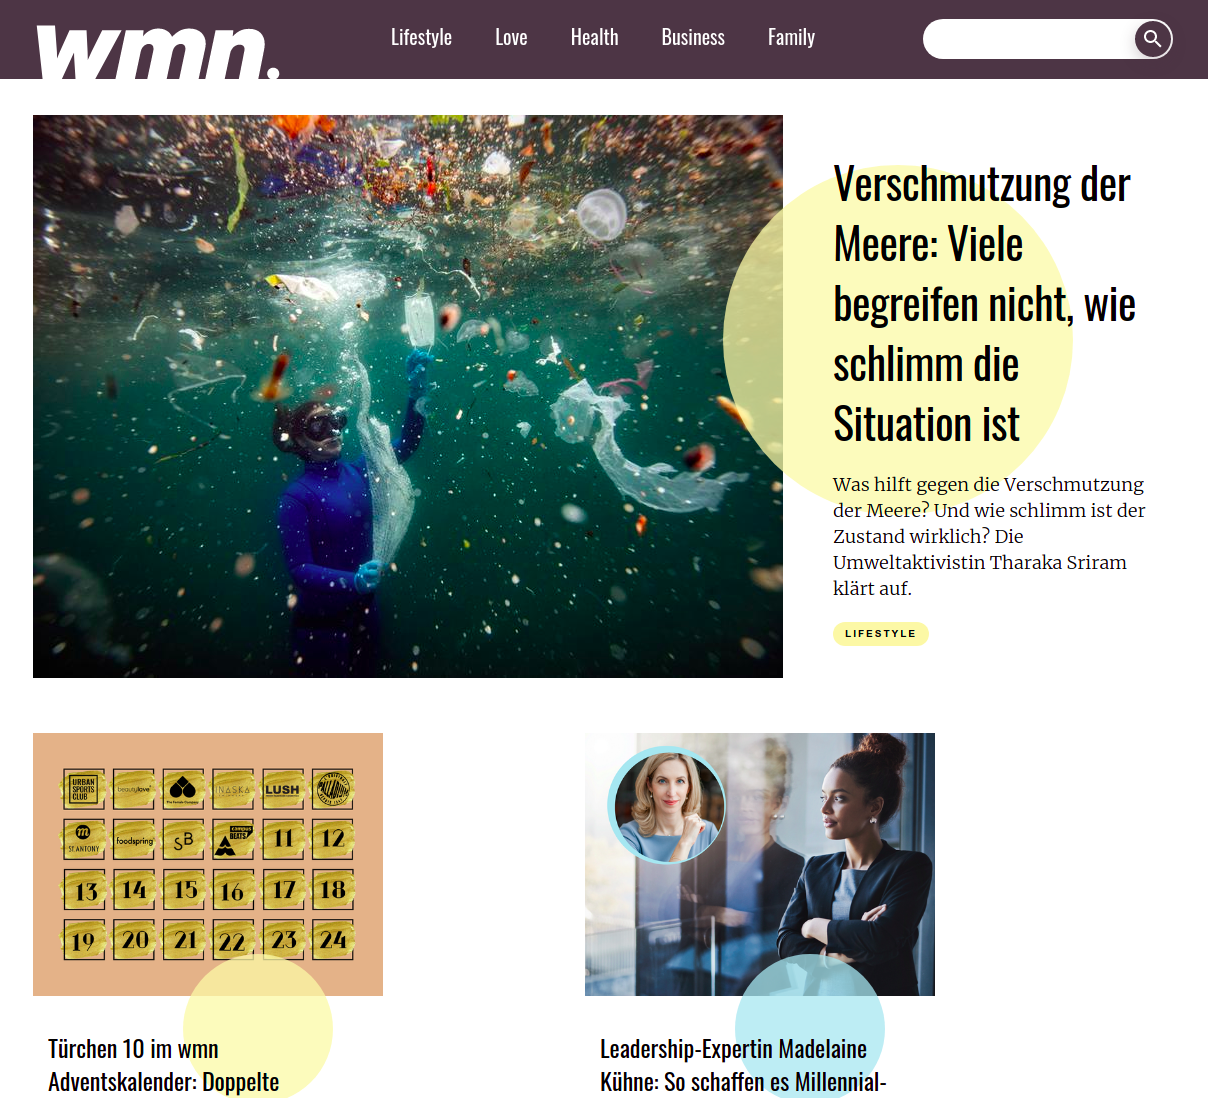 wmn.
Lifestyle Love Health Business Family
Verschmutzung der
Meere: Viele
begreifen nicht, wie
schlimm die
Situation ist
Was hilft gegen die Verschmutzung
der Meere? Und wie schlimm ist der
Zustand wirklich? Die
Umweltaktivistin Tharaka Sriram
klärt auf.
LIFESTYLE
URBAN
SPORTS
CLUB
beautylove
The Female Company
INASKA
LUSH
m
ST.ANTONY
foodspring
SB
campus
BEATS
11 12
13 14 15 16 17 18
19 20 21 22 23 24
Türchen 10 im wmn
Adventskalender: Doppelte
Leadership-Expertin Madelaine
Kühne: So schaffen es Millennial-